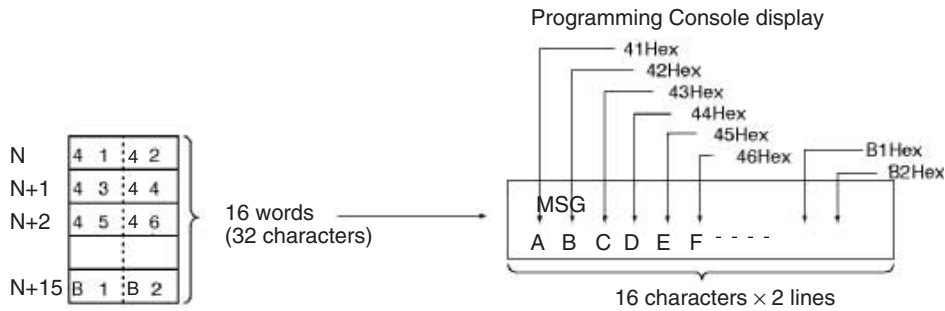 Programming Console display
41Hex
42Hex
43Hex
44Hex
45Hex
46Hex
B1Hex
B2Hex
N 4 1 4 2
N+1 4 3 4 4
N+2 4 5 4 6
N+15 B 1 B 2
16 words
(32 characters)
MSG
A B C D E F - - - -
16 characters × 2 lines